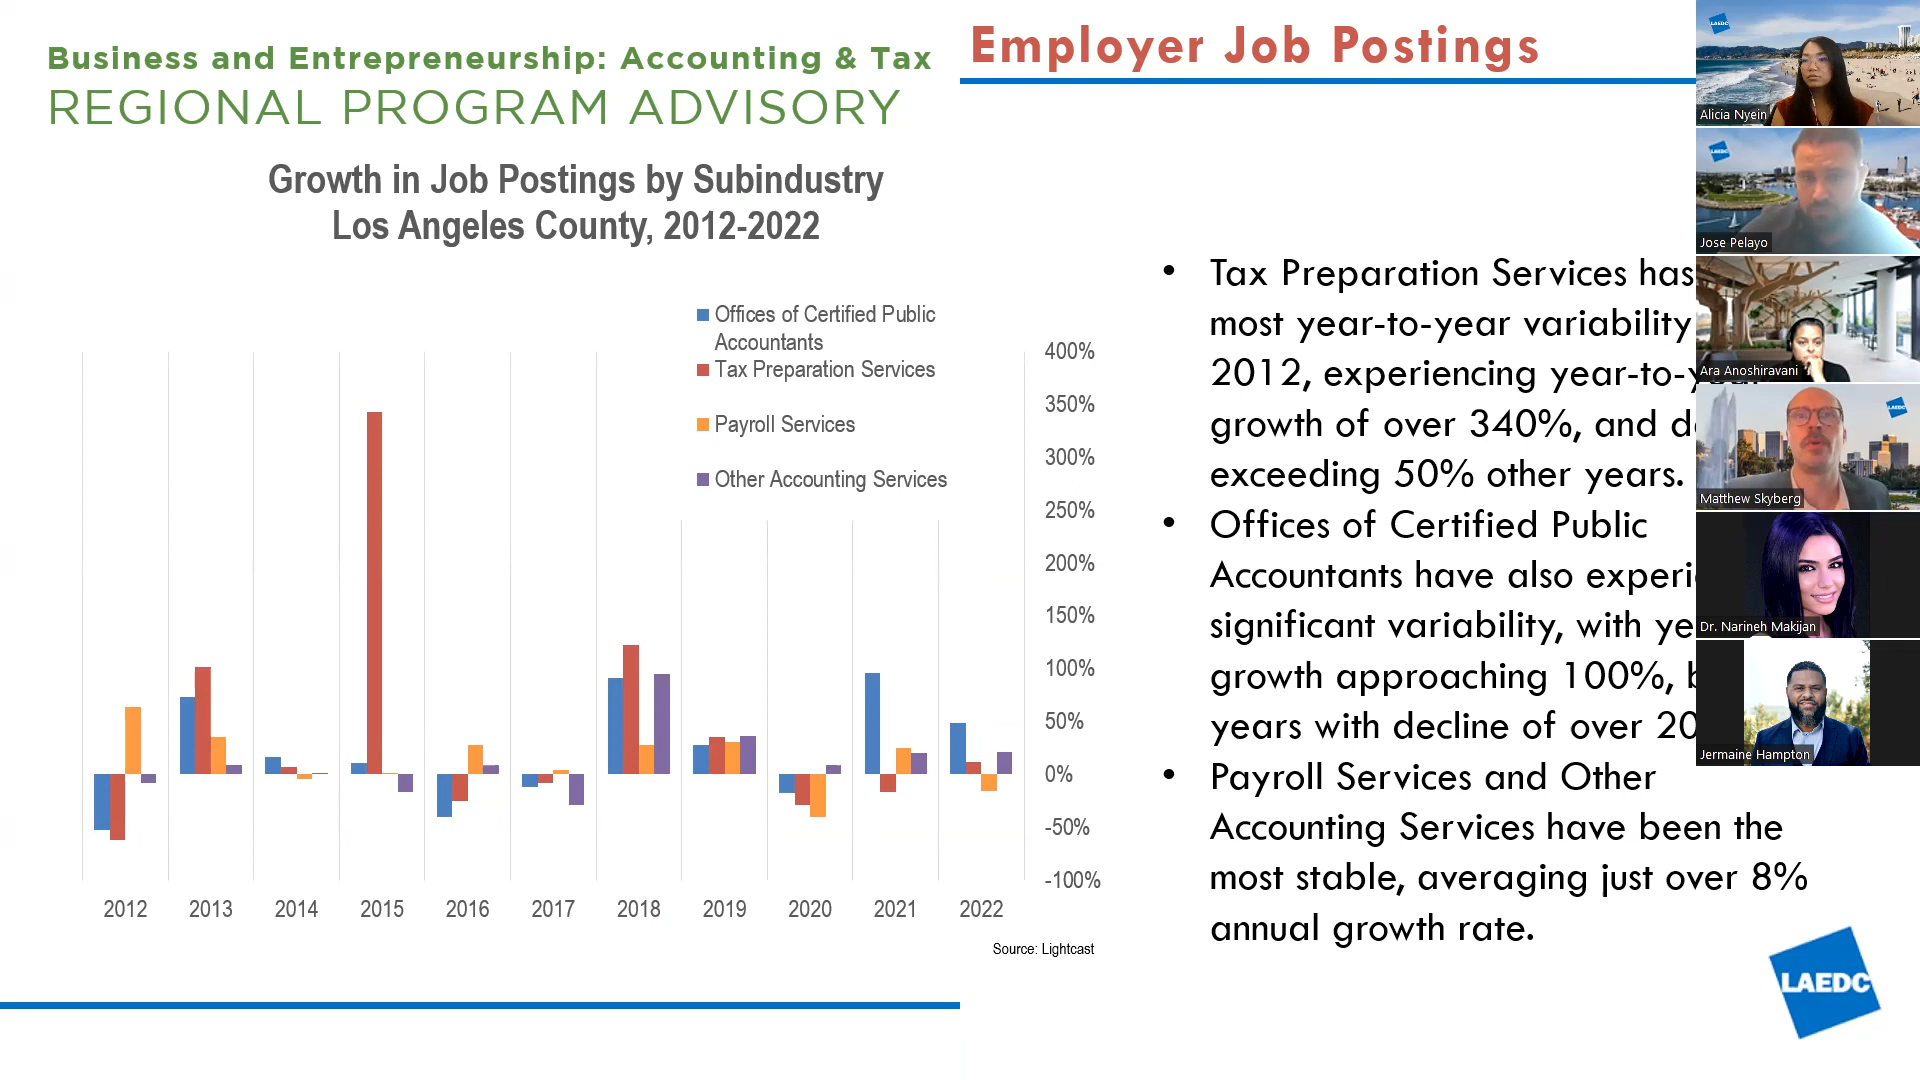 Business and Entrepreneurship: Accounting & Tax
REGIONAL PROGRAM ADVISORY
Employer Job Postings
Growth in Job Postings by Subindustry
Los Angeles County, 2012-2022
Offices of Certified Public
Accountants
Tax Preparation Services
Payroll Services
Other Accounting Services
400%
350%
300%
250%
200%
150%
100%
50%
0%
-50%
-100%
2012 2013 2014 2015 2016 2017 2018 2019 2020 2021 2022
Source: Lightcast
• Tax Preparation Services has
most year-to-year variability
2012, experiencing year-to-
growth of over 340%, and
exceeding 50% other years.
• Offices of Certified Public
Accountants have also
significant variability, with
growth approaching 100%,
years with decline of over
• Payroll Services and Other
Accounting Services have been the
most stable, averaging just over 8%
annual growth rate.
LAEDC
Alicia Nyein
LAEDC
Jose Pelayo
Ara Anoshiravani
LAEDC
Matthew Skyberg
Dr. Narineh Makijan
Jermaine Hampton
LAEDC